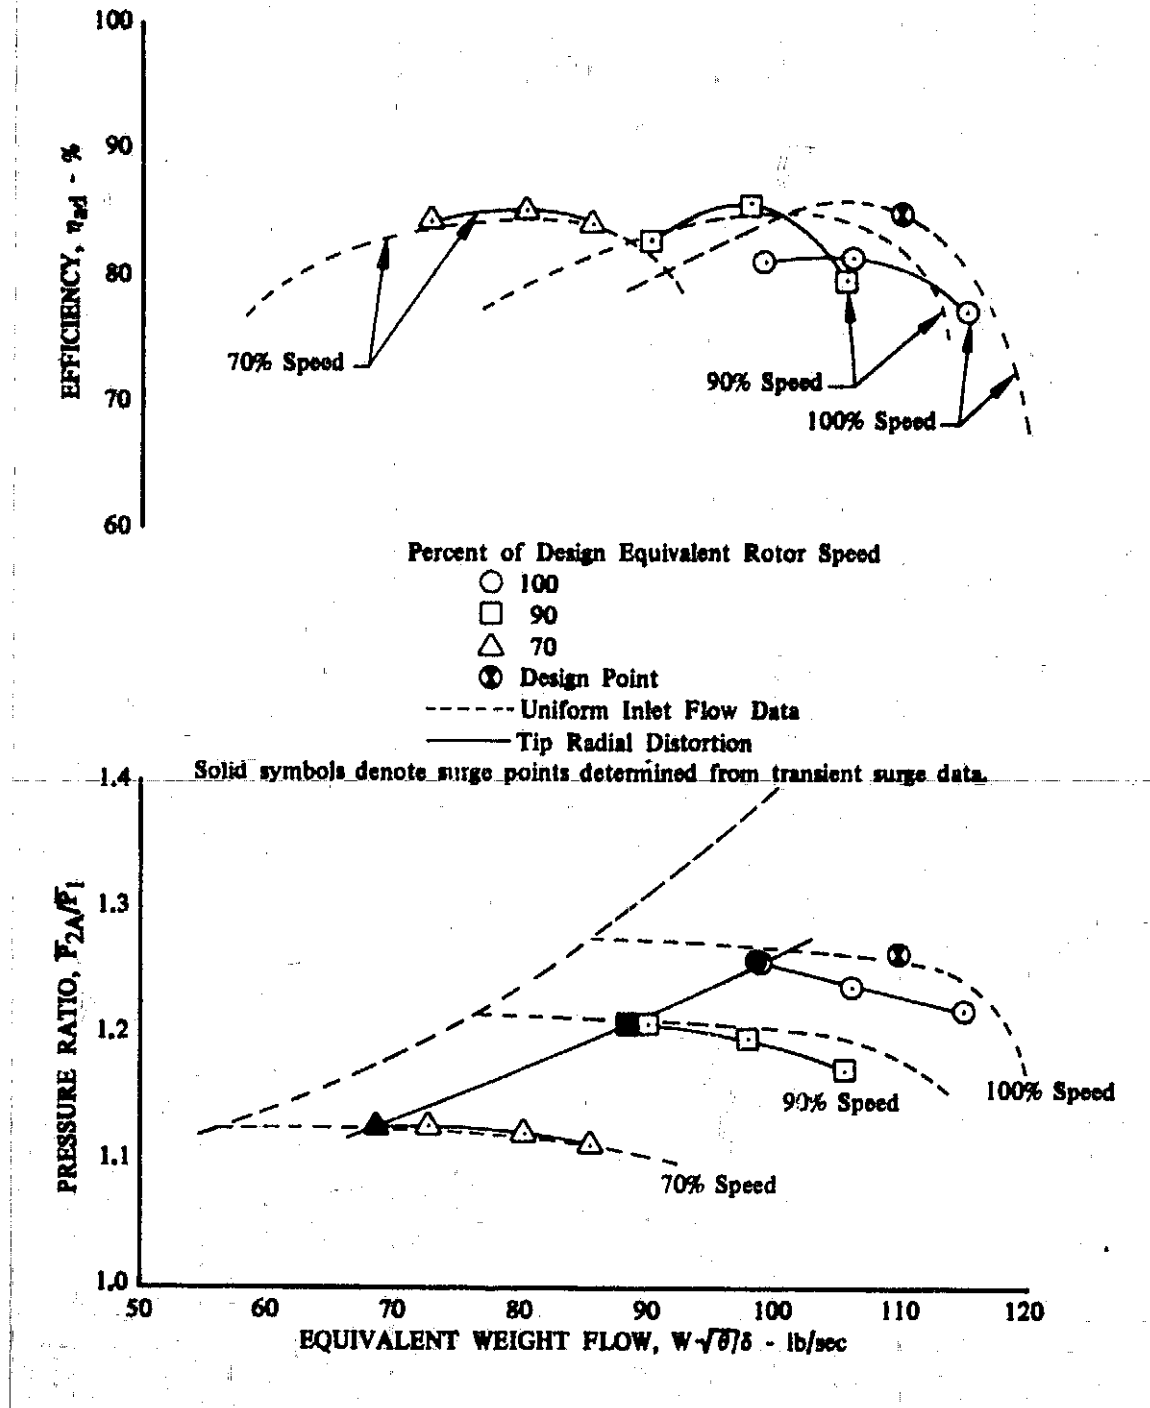 100
90
80
70
60
EFFICIENCY, η_ad - %
70% Speed
90% Speed
100% Speed
Percent of Design Equivalent Rotor Speed
100
90
70
Design Point
Uniform Inlet Flow Data
Tip Radial Distortion
Solid symbols denote surge points determined from transient surge data.
1.4
1.3
1.2
1.1
1.0
PRESSURE RATIO, P̅2A/P̅1
100% Speed
90% Speed
70% Speed
50 60 70 80 90 100 110 120
EQUIVALENT WEIGHT FLOW, W√θ/δ - lb/sec